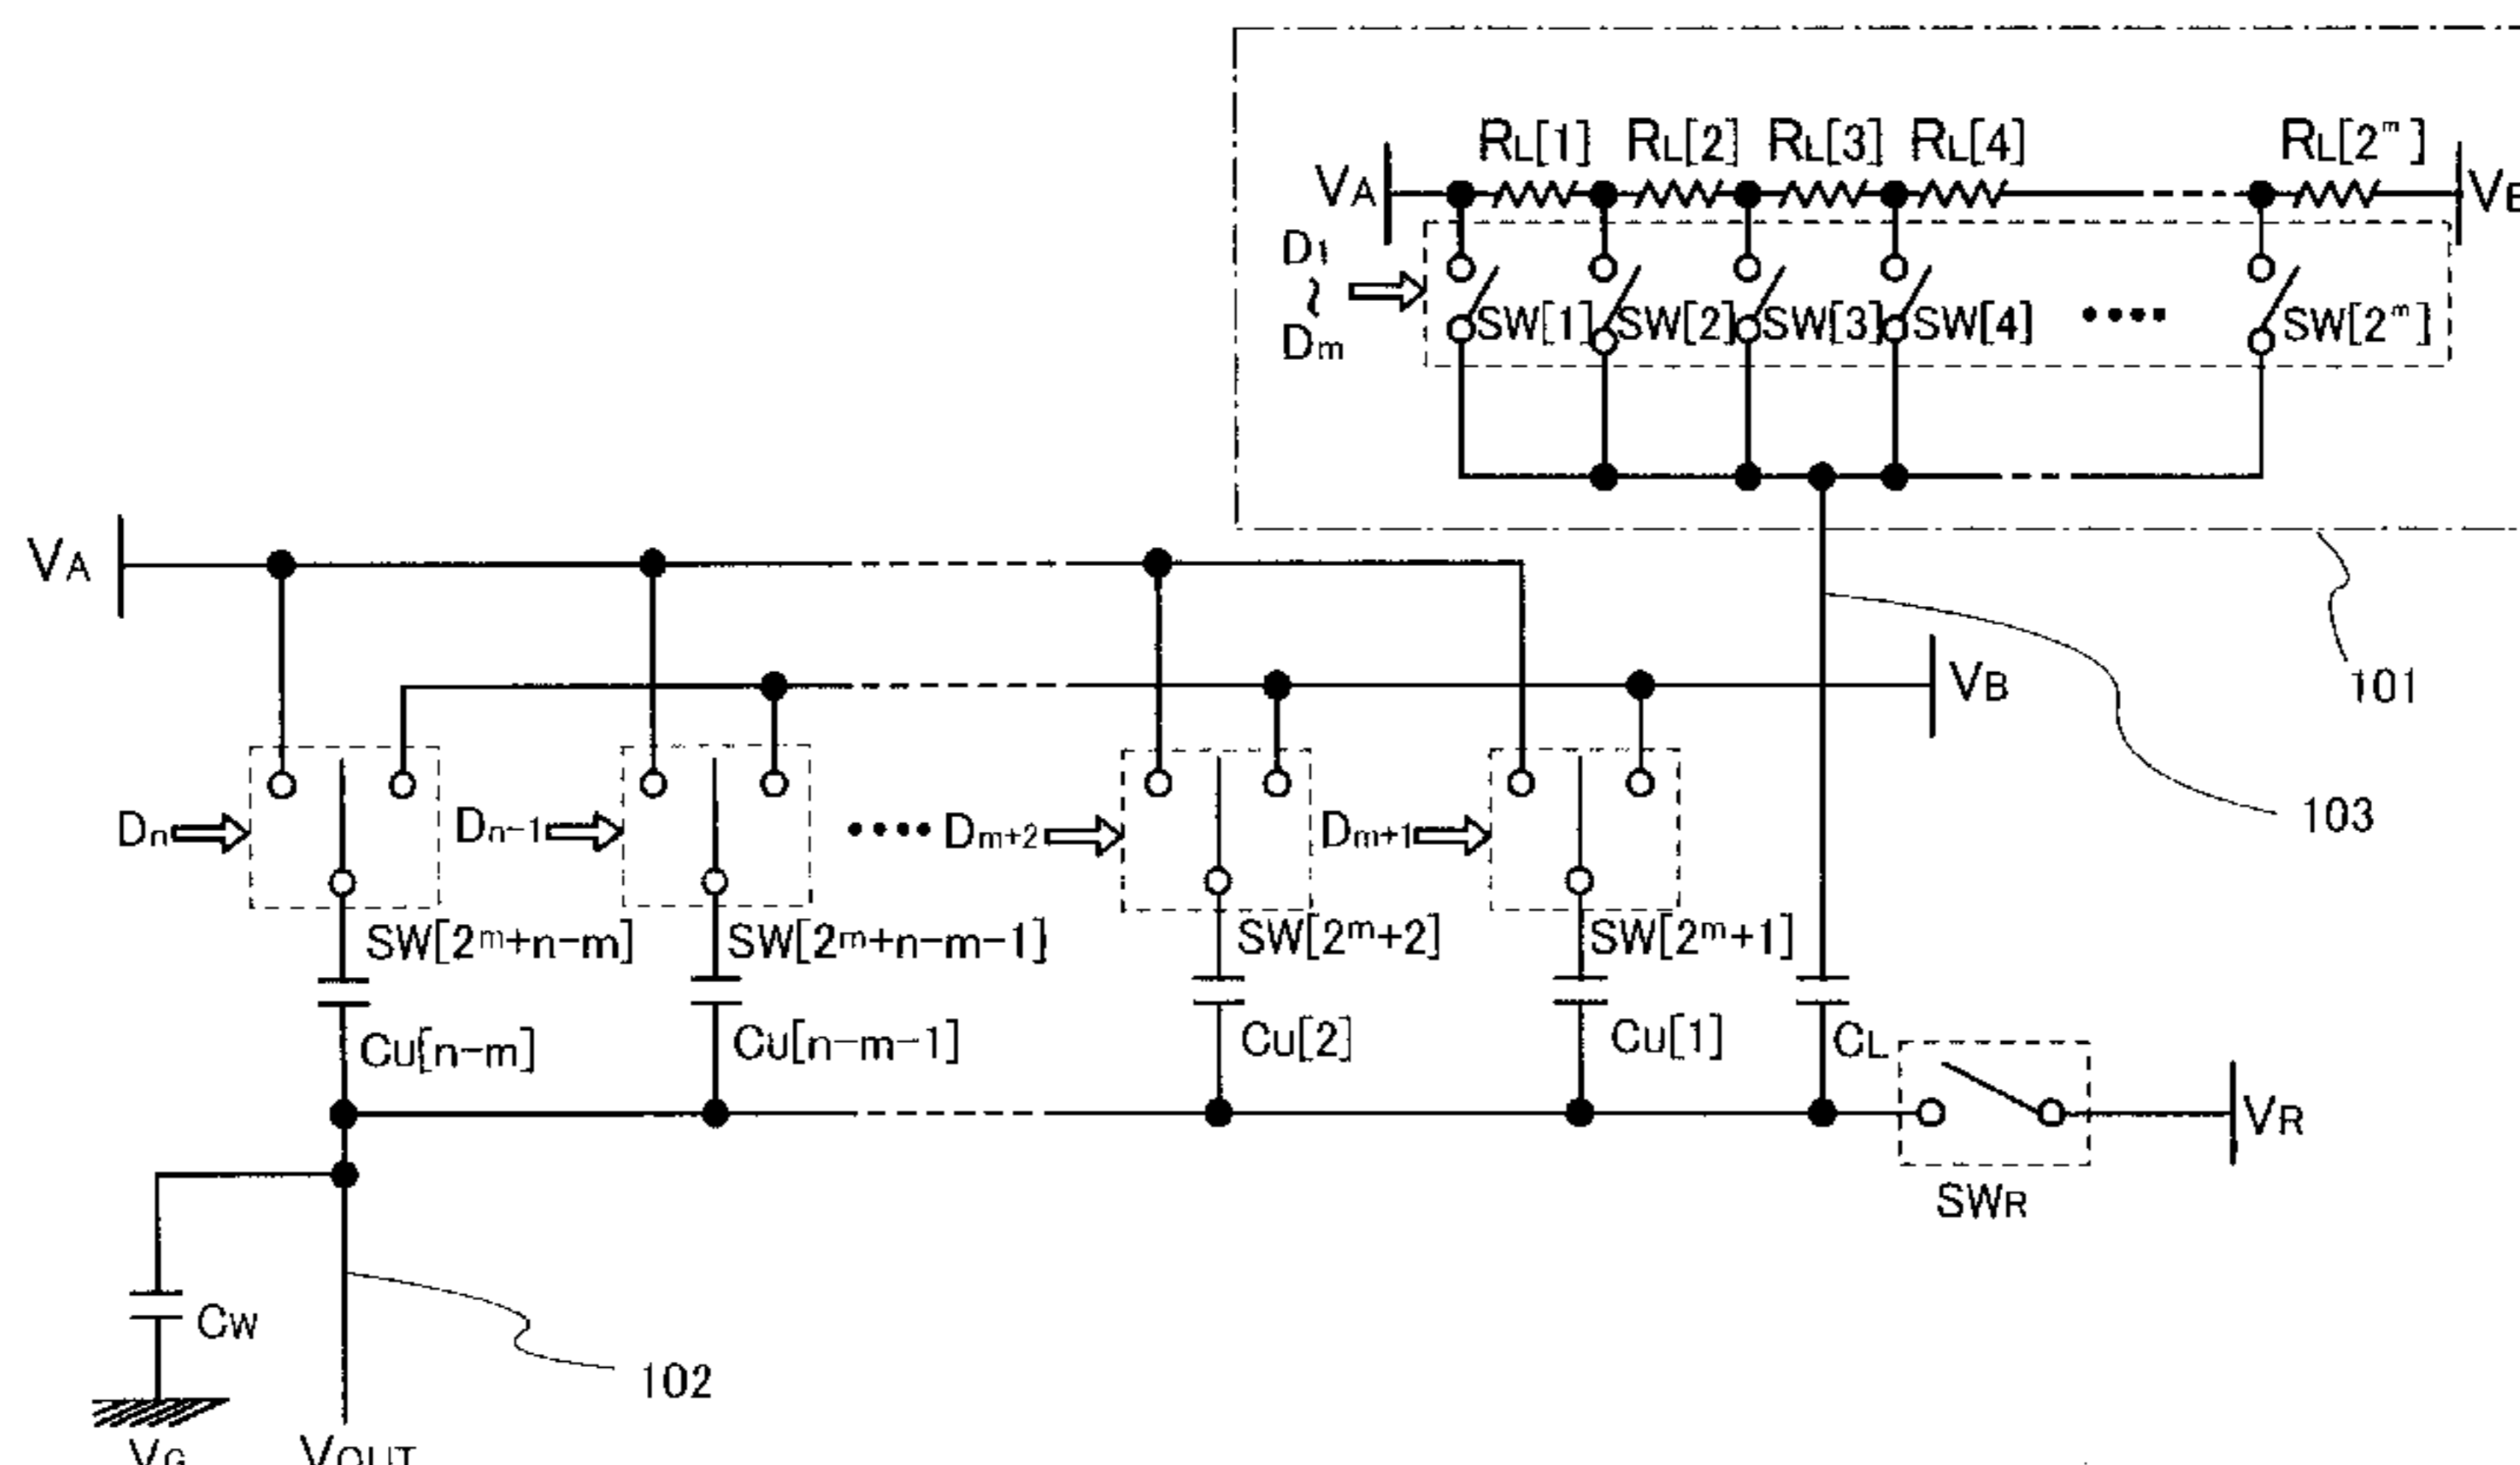 RL[1] RL[2] RL[3] RL[4] RL[2ᵐ]
VA
D1
~
Dm
SW[1] SW[2] SW[3] SW[4] •••• SW[2ᵐ]
VA
101
VB
103
Dn Dn-1 •••• Dm+2 Dm+1
SW[2ᵐ+n-m] SW[2ᵐ+n-m-1] SW[2ᵐ+2] SW[2ᵐ+1]
CU[n-m] CU[n-m-1] CU[2] CU[1] CL
VR
SWR
CW
102
VG VOUT